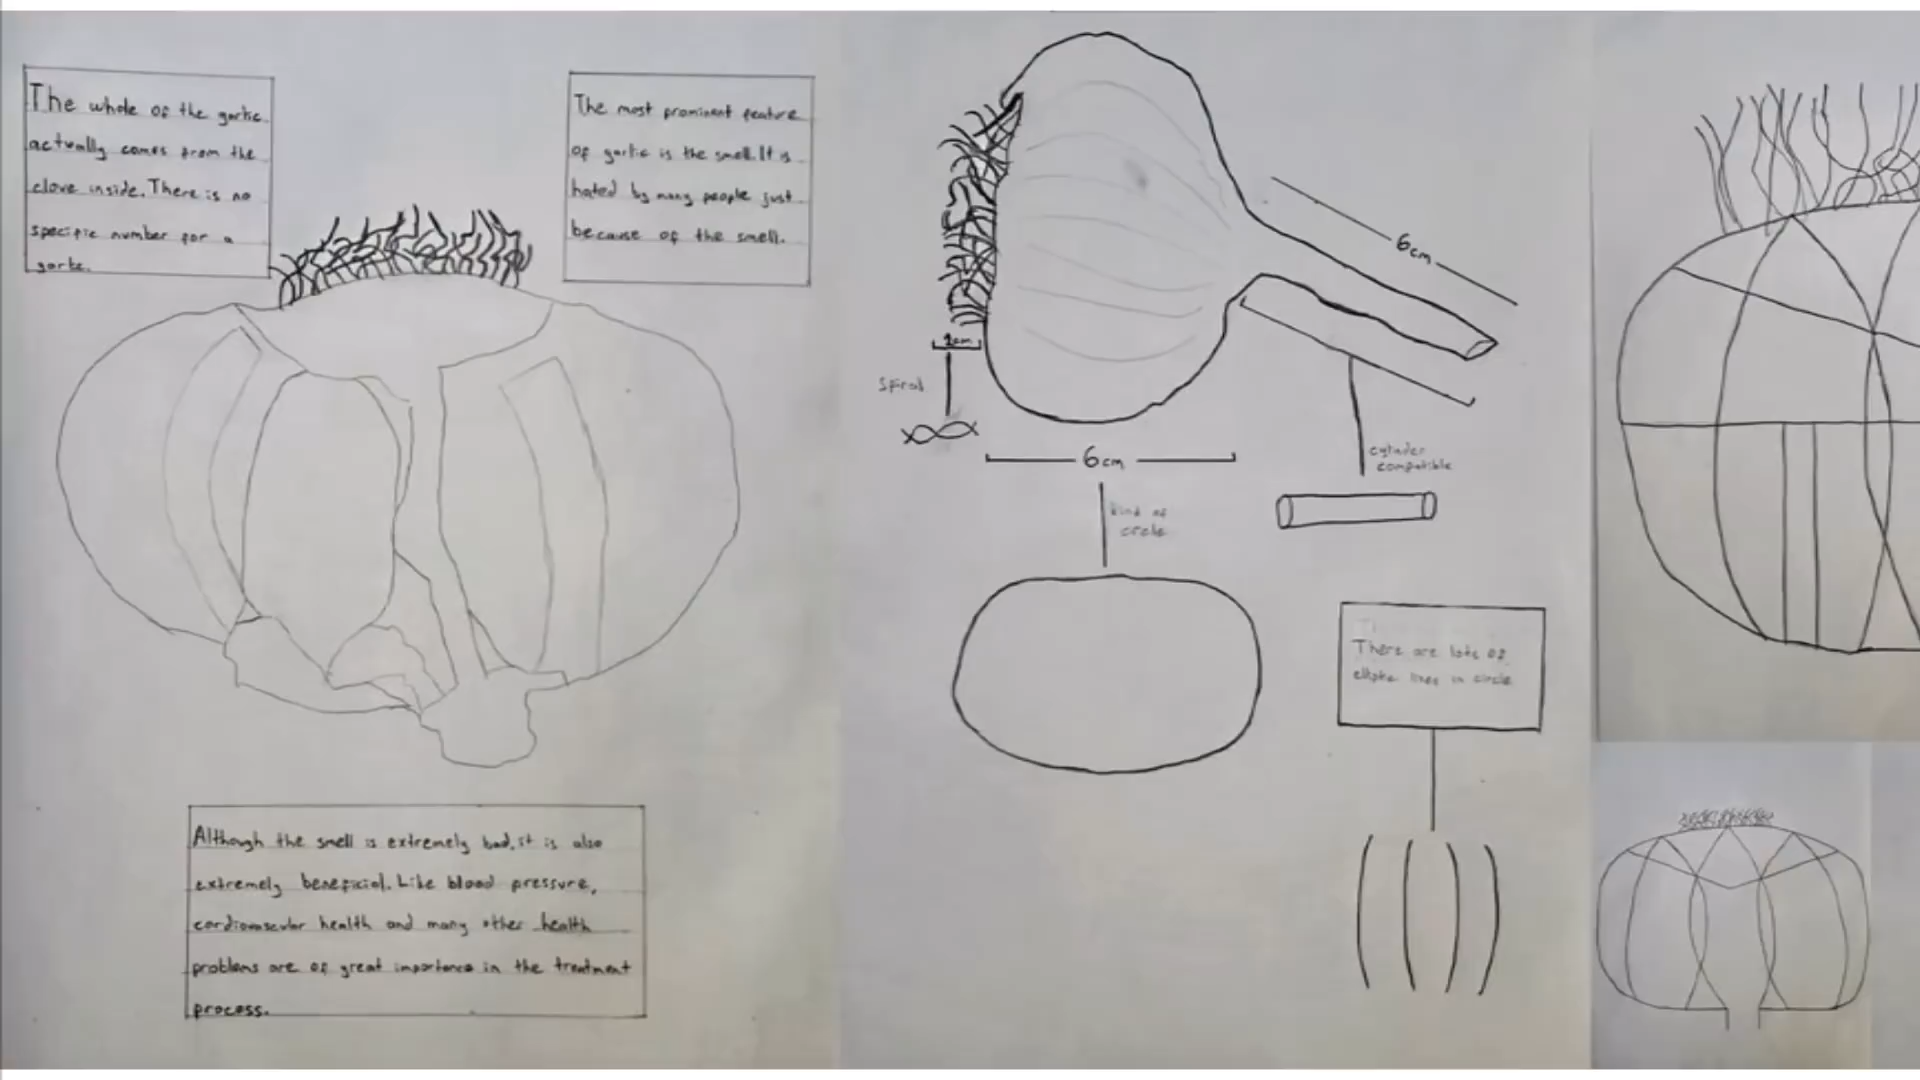 The whole of the garlic
actually comes from the
clove inside. There is no
specific number for a
garlic.
The most prominent feature
of garlic is the smell. It is
hated by many people just
because of the smell.
Although the smell is extremely bad, it is also
extremely beneficial. Like blood pressure,
cardiovascular health and many other health
problems are of great importance in the treatment
process.
6cm
1cm
Spiral
6cm
cylinder
compatible
kind of
circle
There are lots of
elliptic lines in circle